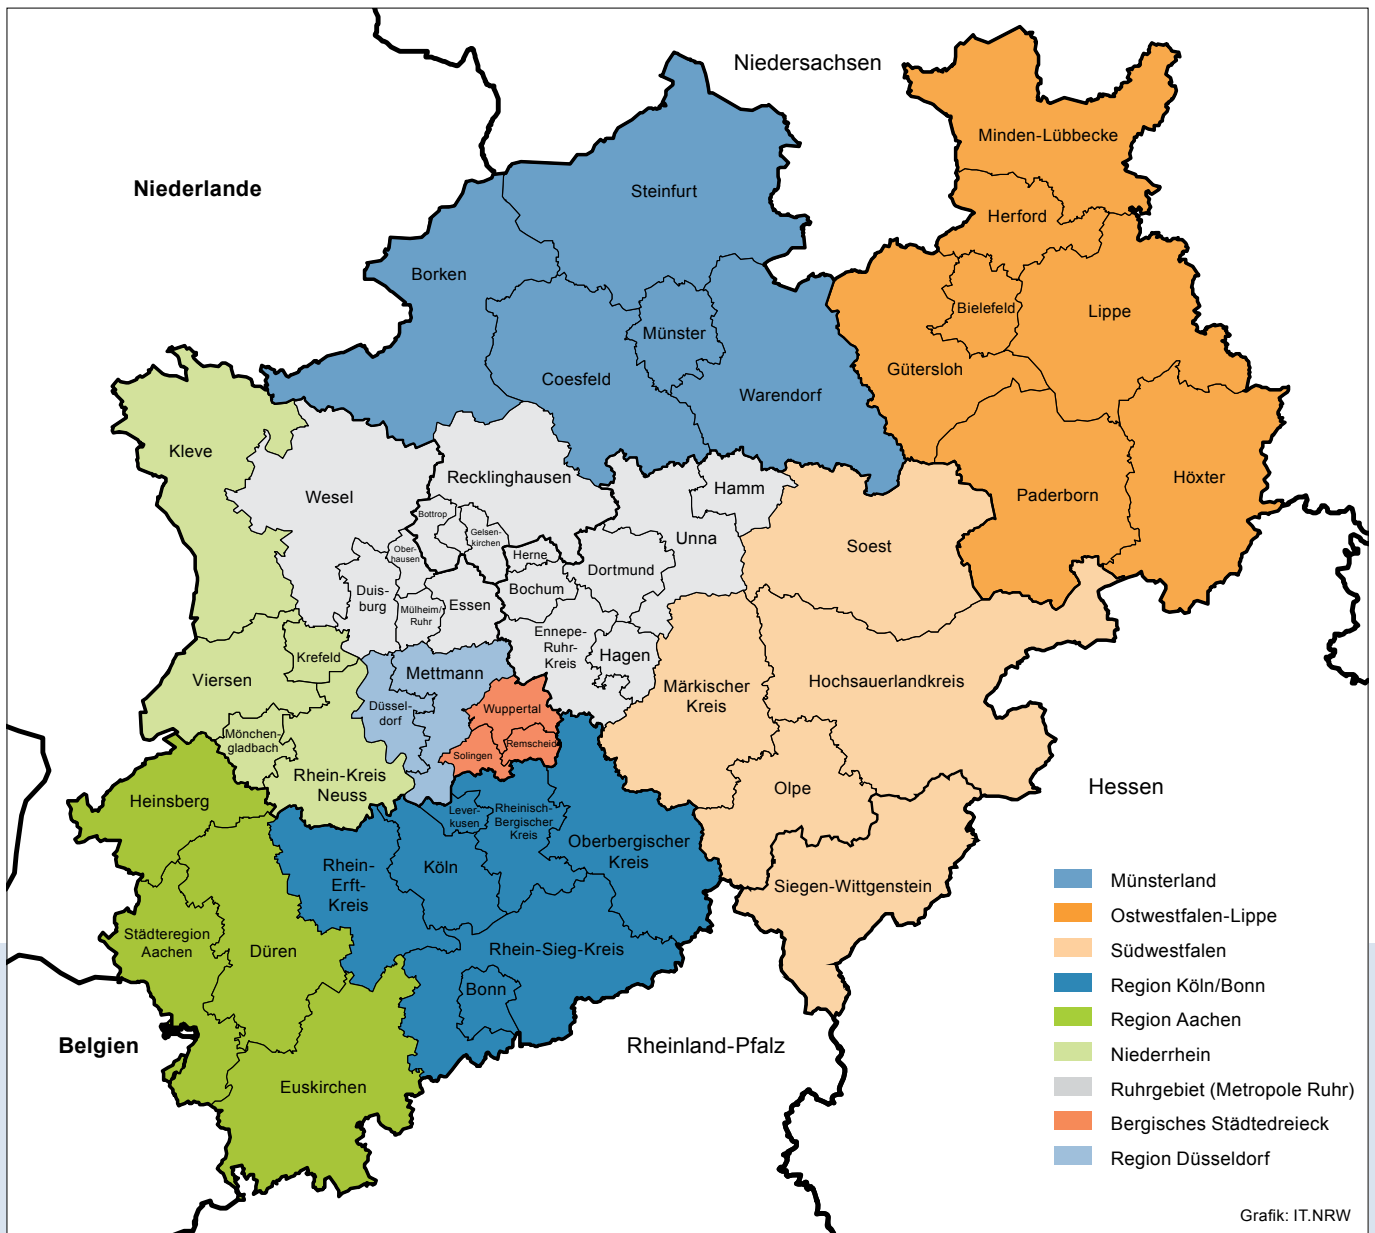 Niedersachsen
Minden-Lübbecke
Niederlande
Steinfurt
Herford
Borken
Bielefeld
Lippe
Münster
Gütersloh
Coesfeld
Warendorf
Kleve
Recklinghausen
Wesel
Hamm
Paderborn
Höxter
Bottrop
Gelsen-
kirchen
Unna
Soest
Ober-
hausen
Herne
Dortmund
Duis-
burg
Bochum
Essen
Mülheim/
Ruhr
Ennepe-
Ruhr-
Kreis
Hagen
Krefeld
Viersen
Mettmann
Märkischer
Kreis
Hochsauerlandkreis
Düssel-
dorf
Wuppertal
Mönchen-
gladbach
Remscheid
Solingen
Rhein-Kreis
Neuss
Heinsberg
Olpe
Hessen
Lever-
kusen
Rheinisch-
Bergischer
Kreis
Oberbergischer
Kreis
Rhein-
Erft-
Kreis
Köln
Siegen-Wittgenstein
Städteregion
Aachen
Düren
Rhein-Sieg-Kreis
Bonn
Belgien
Rheinland-Pfalz
Euskirchen
Münsterland
Ostwestfalen-Lippe
Südwestfalen
Region Köln/Bonn
Region Aachen
Niederrhein
Ruhrgebiet (Metropole Ruhr)
Bergisches Städtedreieck
Region Düsseldorf
Grafik: IT.NRW